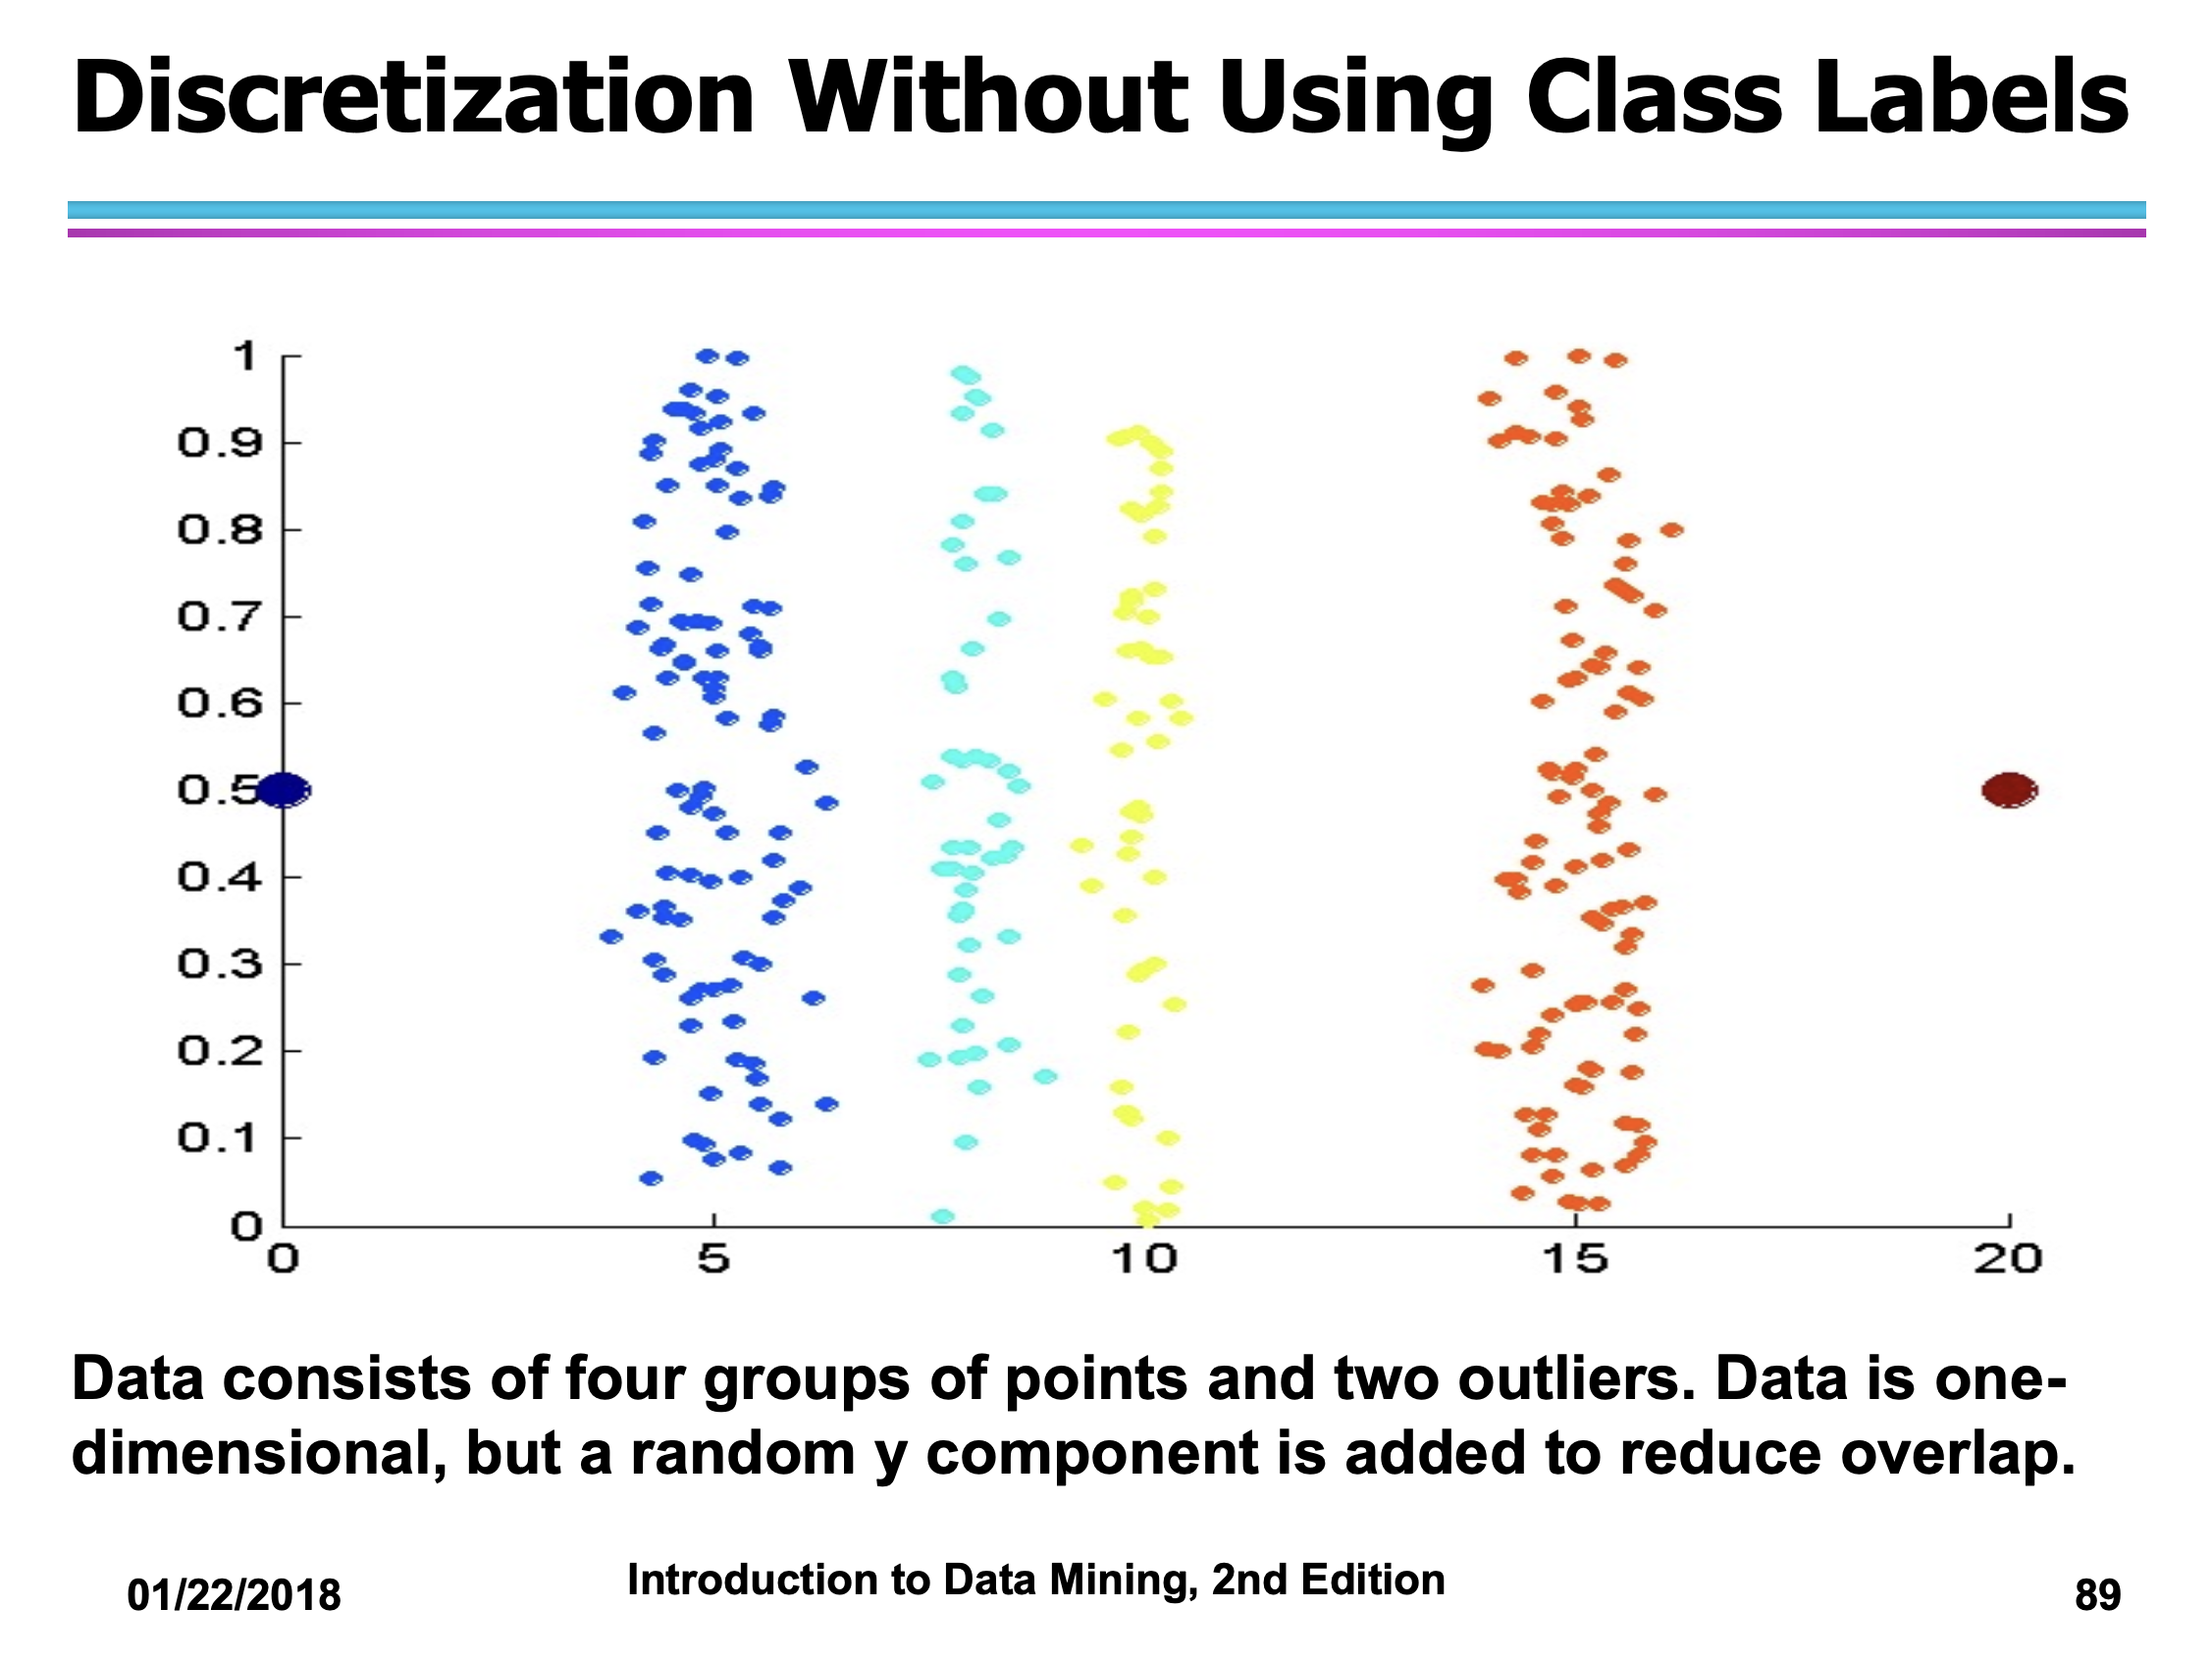 Discretization Without Using Class Labels
1
0.9
0.8
0.7
0.6
0.5
0.4
0.3
0.2
0.1
0
0 5 10 15 20
Data consists of four groups of points and two outliers. Data is one-
dimensional, but a random y component is added to reduce overlap.
01/22/2018 Introduction to Data Mining, 2nd Edition 89